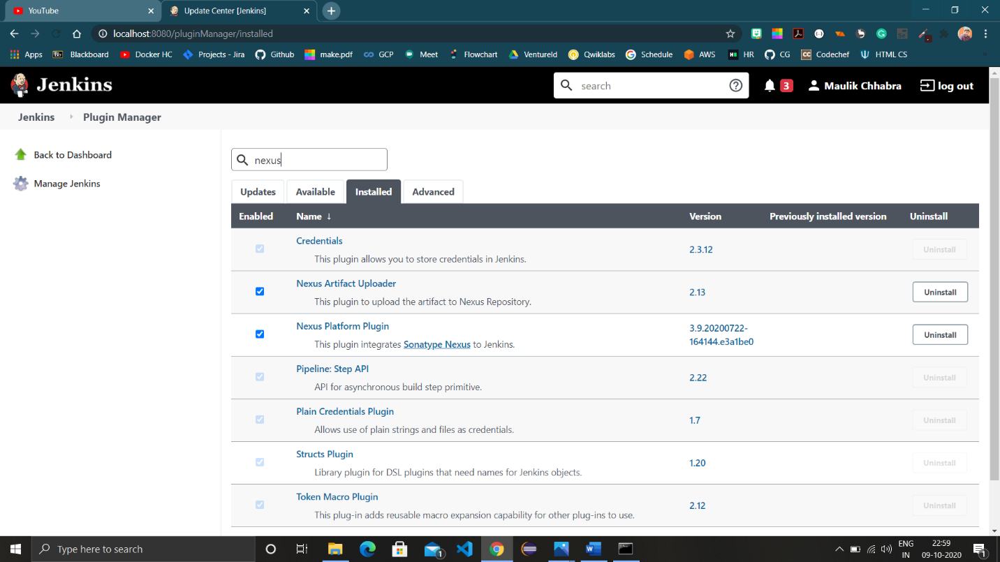 YouTube
Update Center [Jenkins]
localhost:8080/pluginManager/installed
Apps
Bb
Blackboard
Docker HC
Projects - Jira
Github
make.pdf
GCP
Meet
Flowchart
Ventureld
Qwiklabs
Schedule
AWS
HR
CG
CC
Codechef
HTML CS
Jenkins
search
3
Maulik Chhabra
log out
Jenkins
Plugin Manager
Back to Dashboard
Manage Jenkins
nexus
Updates
Available
Installed
Advanced
Enabled
Name ↓
Version
Previously installed version
Uninstall
Credentials
This plugin allows you to store credentials in Jenkins.
2.3.12
Uninstall
Nexus Artifact Uploader
This plugin to upload the artifact to Nexus Repository.
2.13
Uninstall
Nexus Platform Plugin
This plugin integrates Sonatype Nexus to Jenkins.
3.9.20200722-
164144.e3a1be0
Uninstall
Pipeline: Step API
API for asynchronous build step primitive.
2.22
Uninstall
Plain Credentials Plugin
Allows use of plain strings and files as credentials.
1.7
Uninstall
Structs Plugin
Library plugin for DSL plugins that need names for Jenkins objects.
1.20
Uninstall
Token Macro Plugin
This plug-in adds reusable macro expansion capability for other plug-ins to use.
2.12
Uninstall
Type here to search
1
ENG
IN
22:59
09-10-2020
1